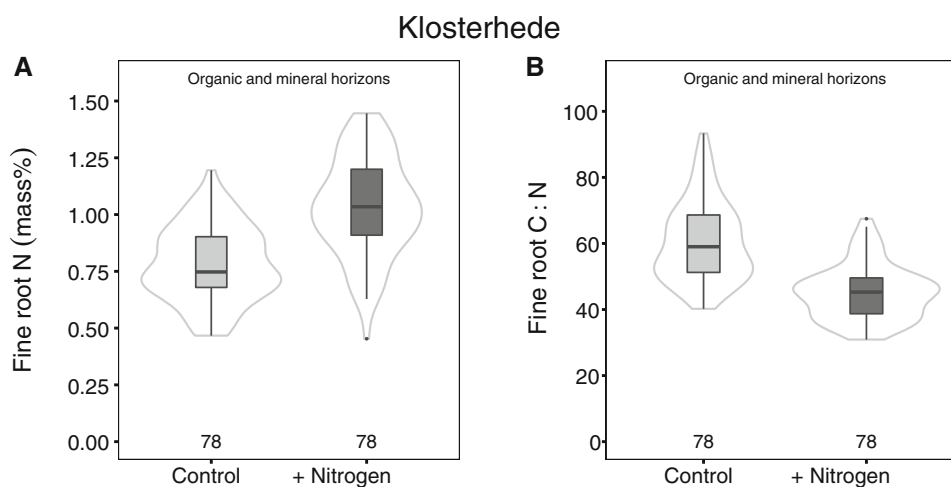 Klosterhede
A
Organic and mineral horizons
Fine root N (mass%)
1.50
1.25
1.00
0.75
0.50
0.25
0.00
78
78
Control
+ Nitrogen
B
Organic and mineral horizons
Fine root C : N
100
80
60
40
20
0
78
78
Control
+ Nitrogen